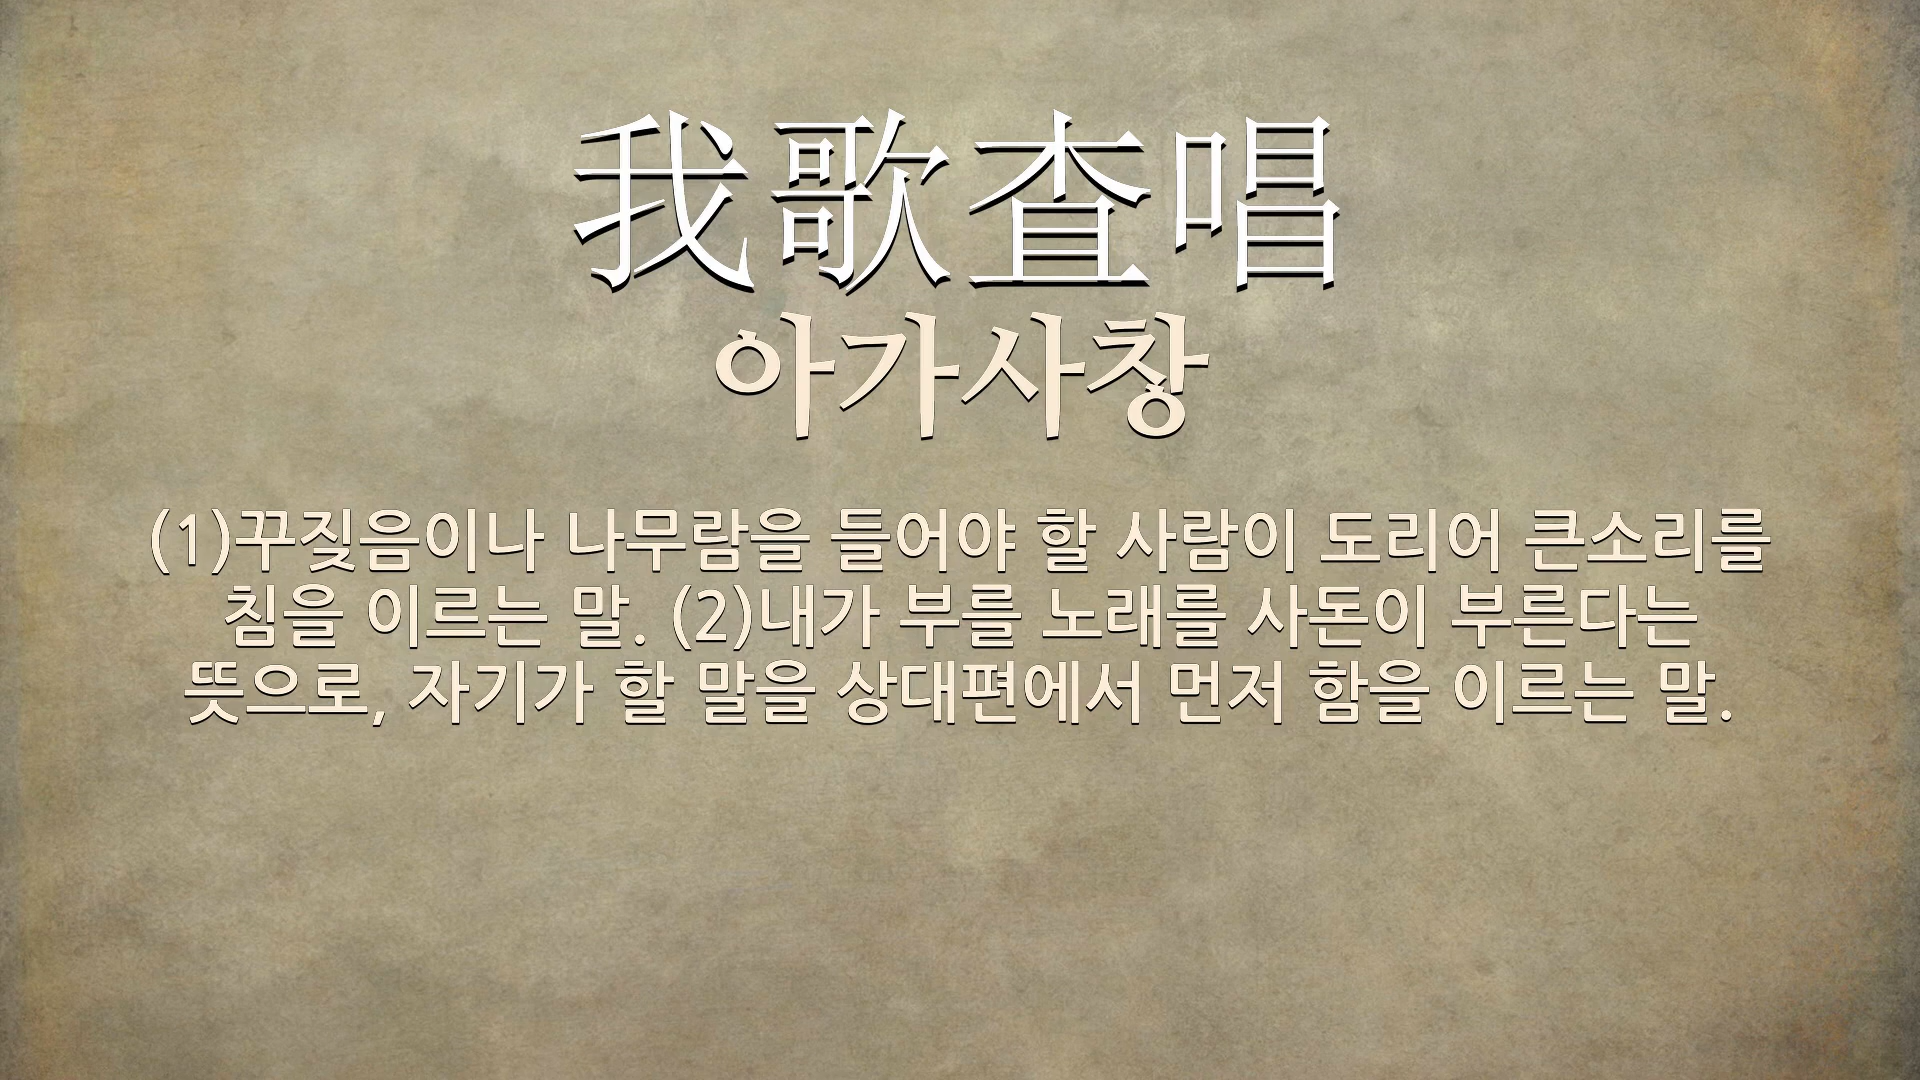 我歌査唱
아가사창
(1)꾸짖음이나 나무람을 들어야 할 사람이 도리어 큰소리를
침을 이르는 말. (2)내가 부를 노래를 사돈이 부른다는
뜻으로, 자기가 할 말을 상대편에서 먼저 함을 이르는 말.